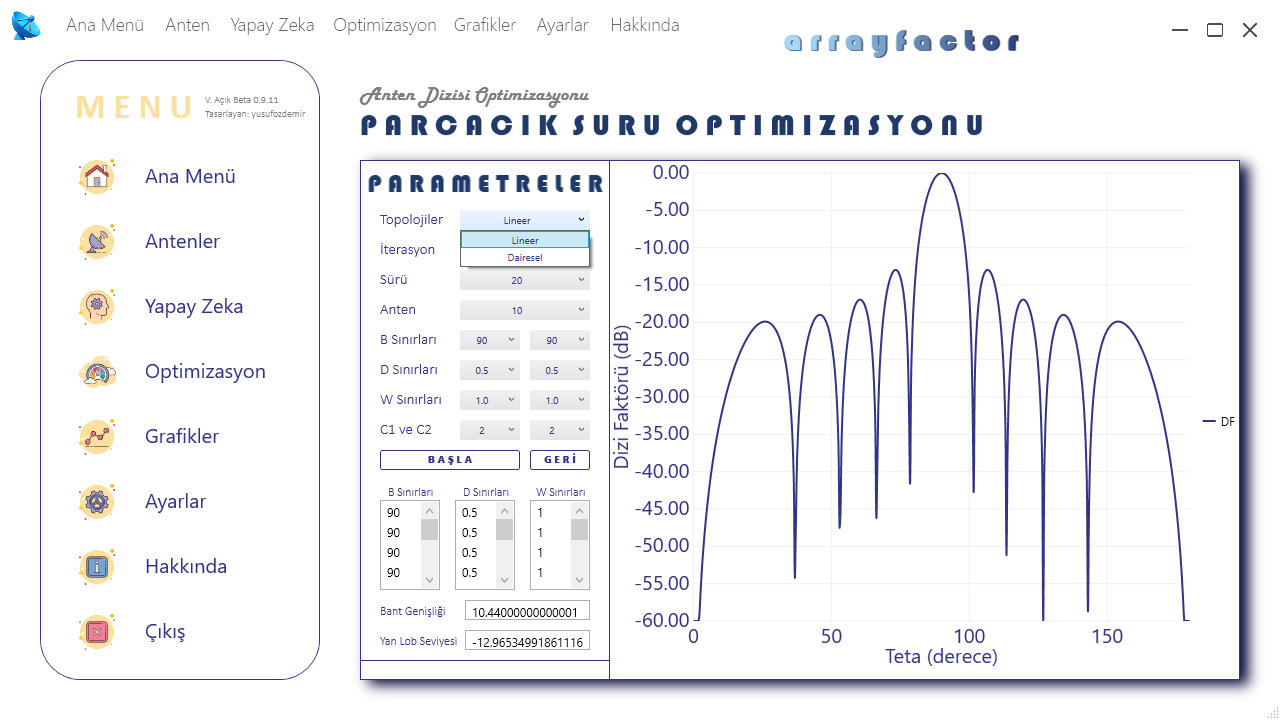 Ana Menü Anten Yapay Zeka Optimizasyon Grafikler Ayarlar Hakkında
arrayfactor
MENU
V. Açık Beta 0.9.11
Tasarlayan: yusufozdemir
Ana Menü
Antenler
Yapay Zeka
Optimizasyon
Grafikler
Ayarlar
Hakkında
Çıkış
Anten Dizisi Optimizasyonu
PARCACIK SURU OPTIMIZASYONU
PARAMETRELER
Topolojiler Lineer
Lineer
Dairesel
İterasyon
Sürü 20
Anten 10
B Sınırları 90 90
D Sınırları 0.5 0.5
W Sınırları 1.0 1.0
C1 ve C2 2 2
BAŞLA GERİ
B Sınırları D Sınırları W Sınırları
90 0.5 1
90 0.5 1
90 0.5 1
90 0.5 1
Bant Genişliği 10.44000000000001
Yan Lob Seviyesi -12.96534991861116
0.00
-5.00
-10.00
-15.00
-20.00
-25.00
-30.00
-35.00
-40.00
-45.00
-50.00
-55.00
-60.00
Dizi Faktörü (dB)
0 50 100 150
Teta (derece)
DF